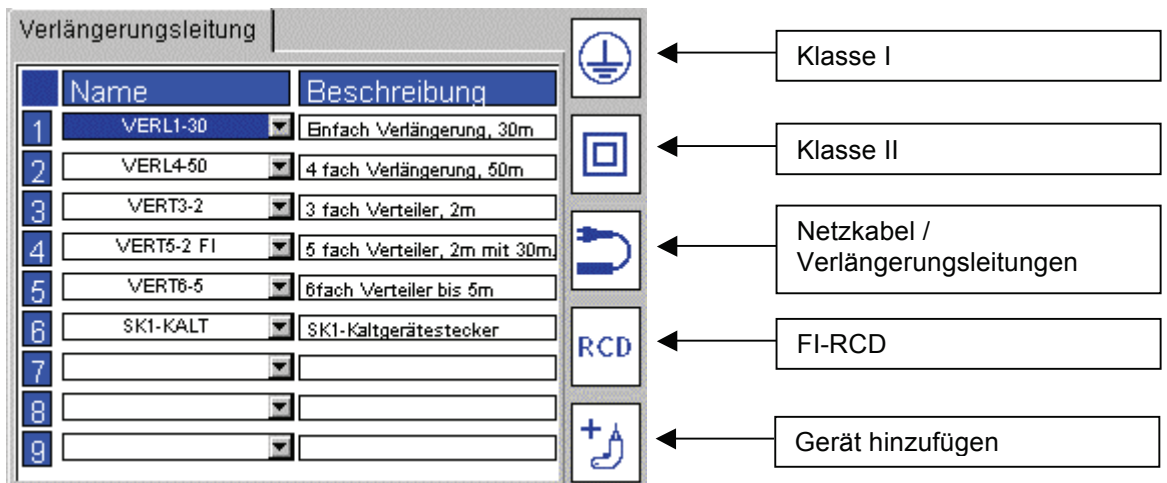 Verlängerungsleitung
Name Beschreibung
1 VERL1-30 Einfach Verlängerung, 30m
2 VERL4-50 4 fach Verlängerung, 50m
3 VERT3-2 3 fach Verteiler, 2m
4 VERT5-2 FI 5 fach Verteiler, 2m mit 30m
5 VERT6-5 6fach Verteiler bis 5m
6 SK1-KALT SK1-Kaltgerätestecker
7
8
9
RCD
Klasse I
Klasse II
Netzkabel /
Verlängerungsleitungen
FI-RCD
Gerät hinzufügen